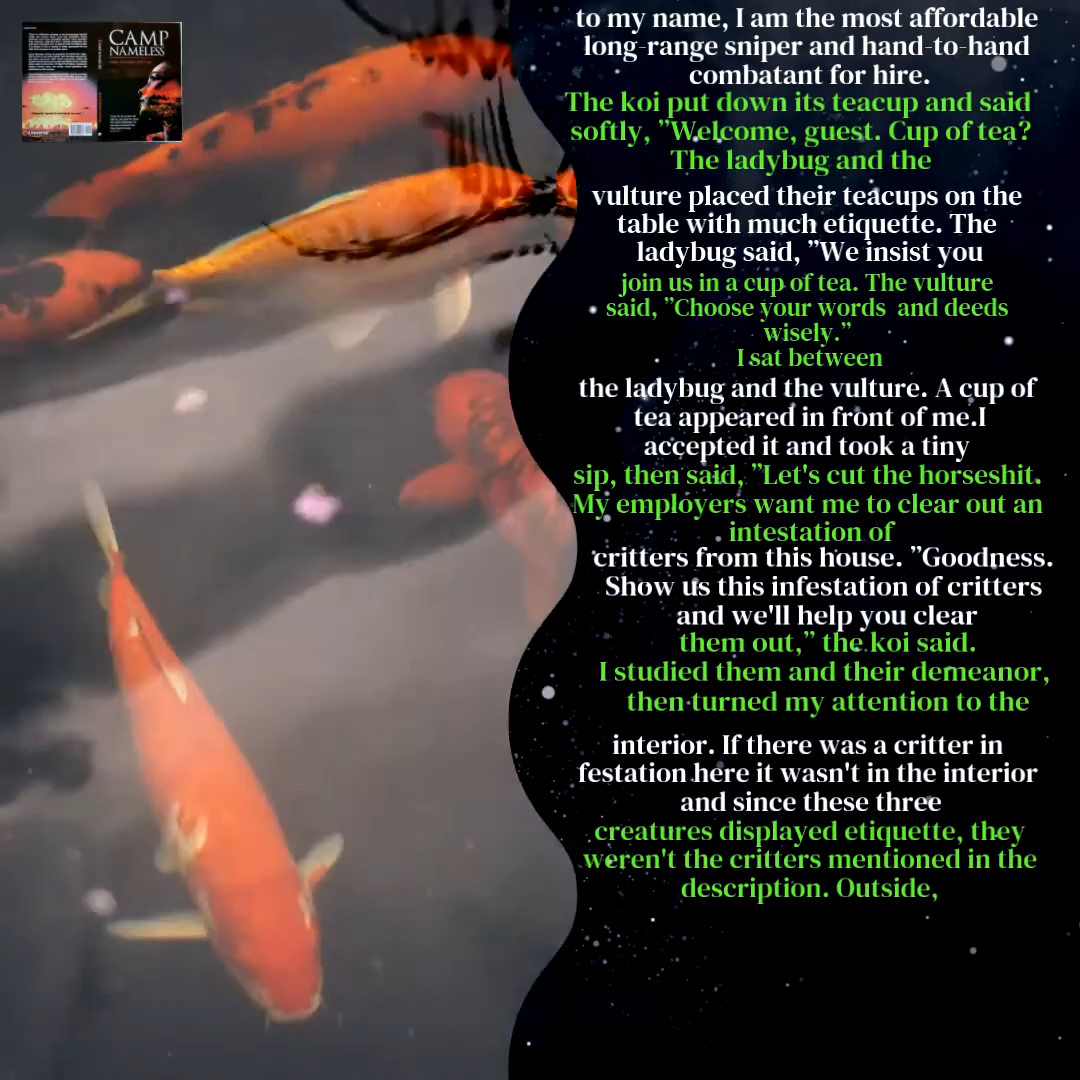 CAMP
NAMELESS
to my name, I am the most affordable
long-range sniper and hand-to-hand
combatant for hire.
The koi put down its teacup and said
softly, ”Welcome, guest. Cup of tea?
The ladybug and the
vulture placed their teacups on the
table with much etiquette. The
ladybug said, ”We insist you
join us in a cup of tea. The vulture
said, ”Choose your words and deeds
wisely.”
I sat between
the ladybug and the vulture. A cup of
tea appeared in front of me.I
accepted it and took a tiny
sip, then said, ”Let's cut the horseshit.
My employers want me to clear out an
intestation of
critters from this house. ”Goodness.
Show us this infestation of critters
and we'll help you clear
them out,” the koi said.
I studied them and their demeanor,
then turned my attention to the
interior. If there was a critter in
festation here it wasn't in the interior
and since these three
creatures displayed etiquette, they
weren't the critters mentioned in the
description. Outside,